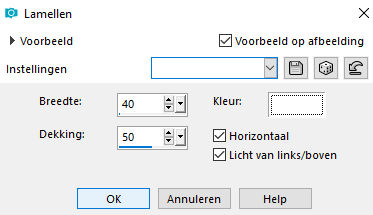 Lamellen
Voorbeeld
Voorbeeld op afbeelding
Instellingen
Breedte: 40 Kleur:
Dekking: 50 Horizontaal
Licht van links/boven
OK Annuleren Help